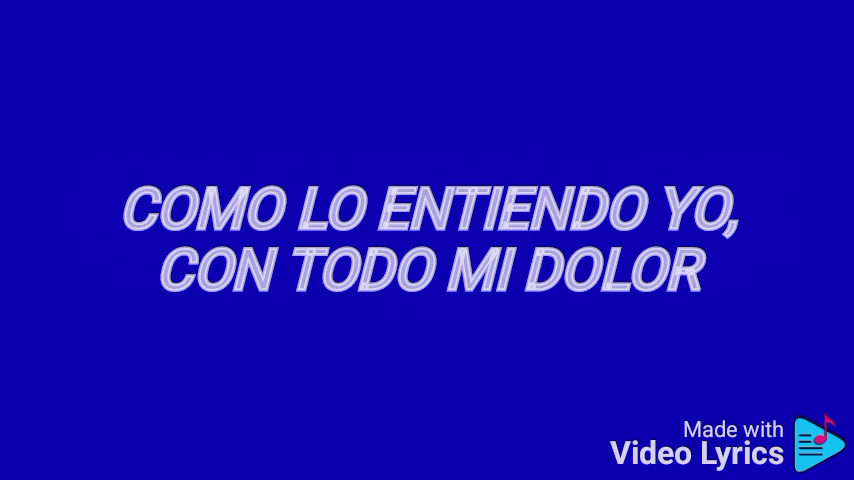 COMO LO ENTIENDO YO,
CON TODO MI DOLOR
Made with
Video Lyrics